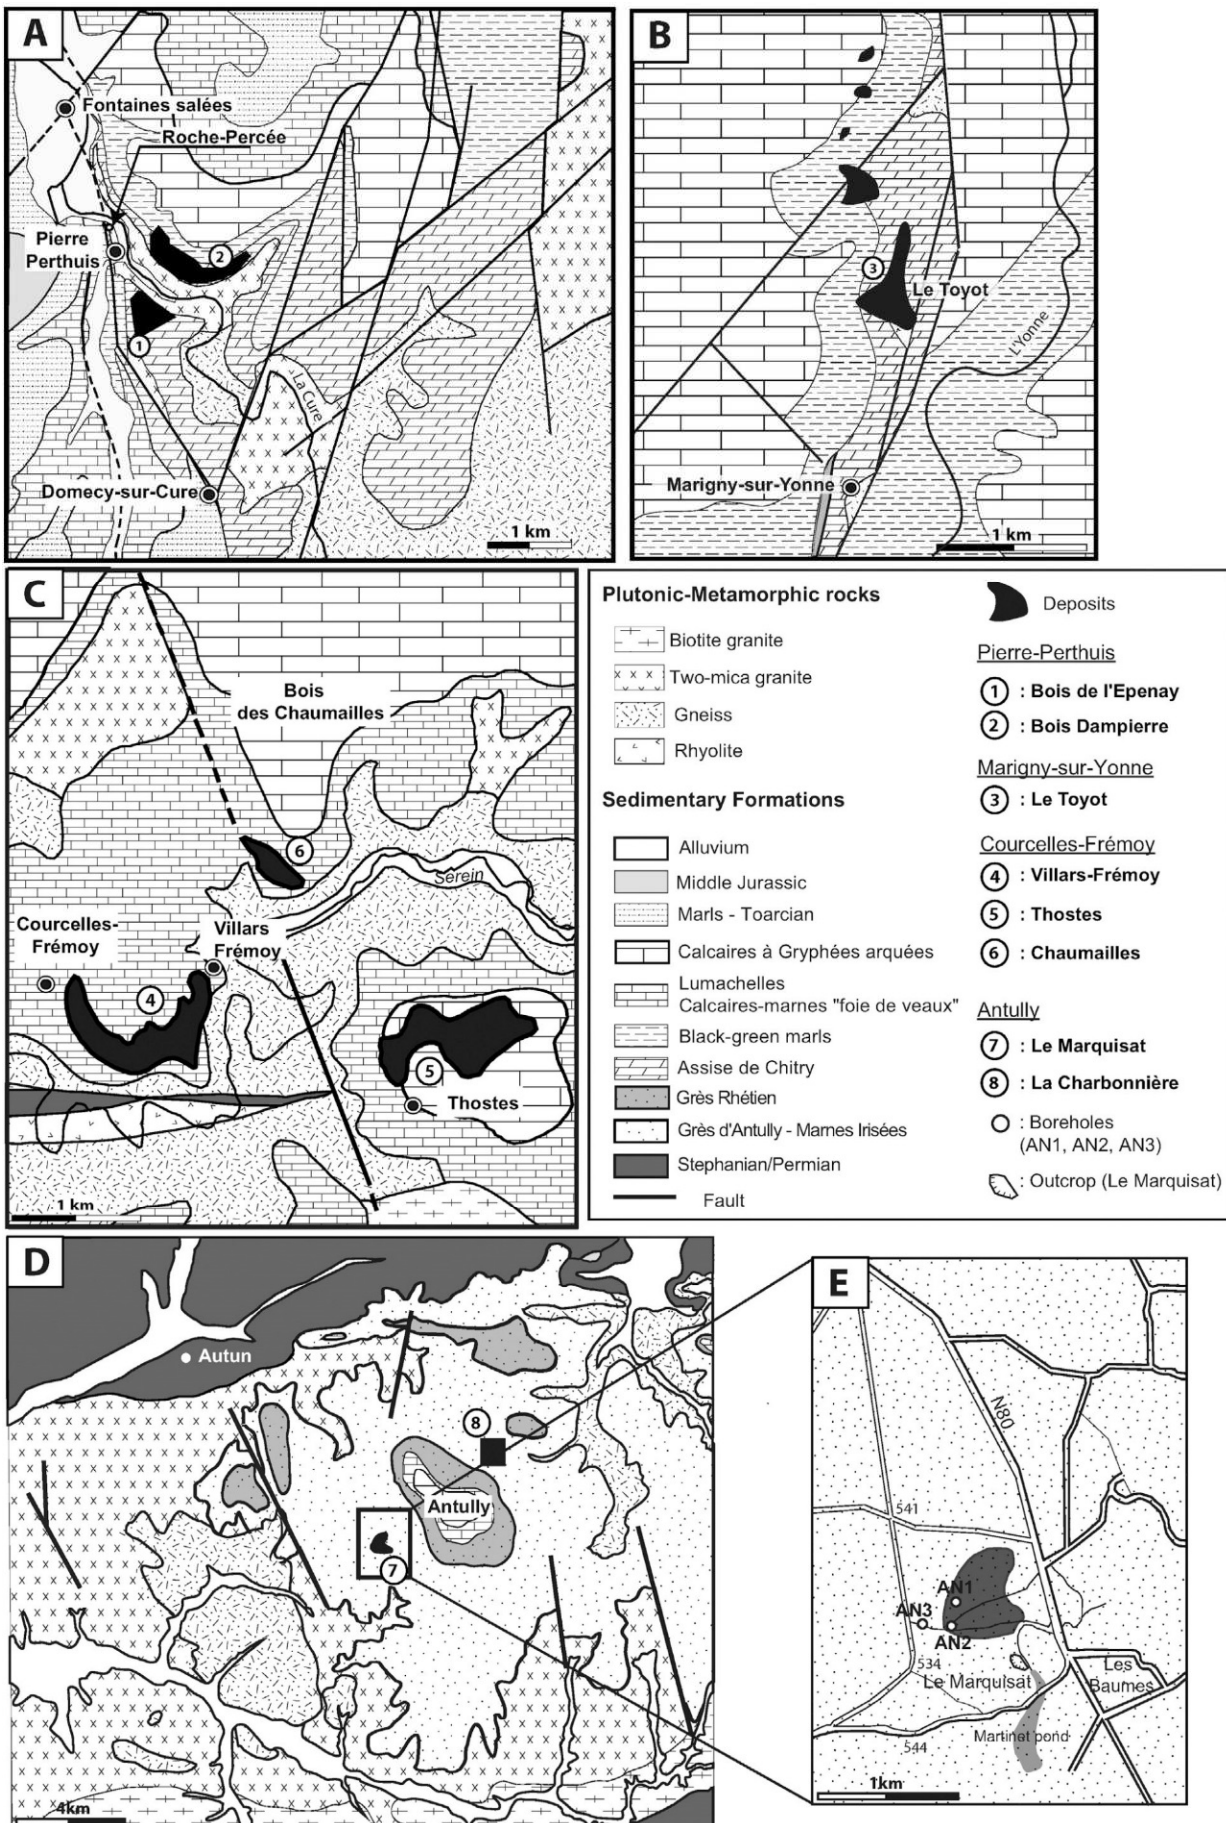 A
Fontaines salées
Roche-Percée
Pierre
Perthuis
2
1
La Cure
Domecy-sur-Cure
1 km
B
3
Le Toyot
L'Yonne
Marigny-sur-Yonne
1 km
C
Bois
des Chaumailles
6
Serein
Courcelles-
Frémoy
Villars
Frémoy
4
5
Thostes
1 km
Plutonic-Metamorphic rocks
Biotite granite
Two-mica granite
Gneiss
Rhyolite
Sedimentary Formations
Alluvium
Middle Jurassic
Marls - Toarcian
Calcaires à Gryphées arquées
Lumachelles
Calcaires-marnes "foie de veaux"
Black-green marls
Assise de Chitry
Grès Rhétien
Grès d'Antully - Marnes Irisées
Stephanian/Permian
Fault
Deposits
Pierre-Perthuis
1 : Bois de l'Epenay
2 : Bois Dampierre
Marigny-sur-Yonne
3 : Le Toyot
Courcelles-Frémoy
4 : Villars-Frémoy
5 : Thostes
6 : Chaumailles
Antully
7 : Le Marquisat
8 : La Charbonnière
: Boreholes
(AN1, AN2, AN3)
: Outcrop (Le Marquisat)
D
Autun
8
Antully
7
4km
E
N80
541
AN1
AN3
AN2
534
Le Marquisat
Les
Baumes
Martinet pond
544
1km